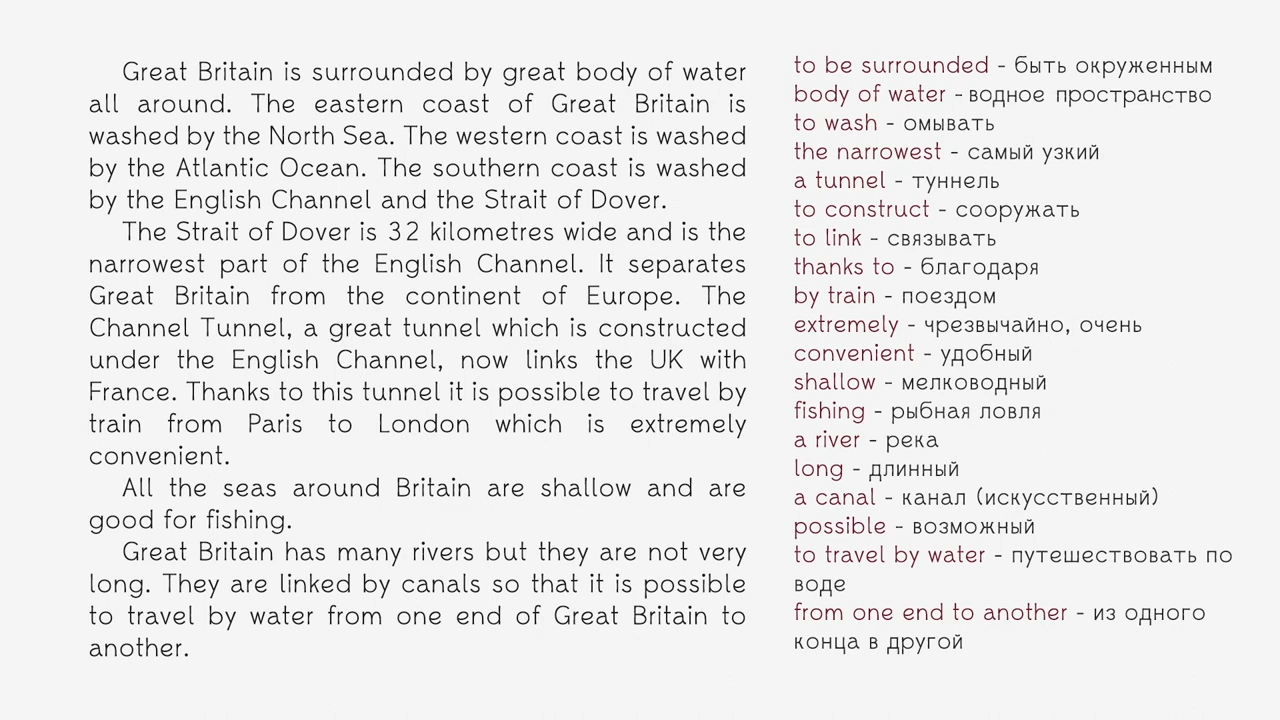 Great Britain is surrounded by great body of water
all around. The eastern coast of Great Britain is
washed by the North Sea. The western coast is washed
by the Atlantic Ocean. The southern coast is washed
by the English Channel and the Strait of Dover.
The Strait of Dover is 32 kilometres wide and is the
narrowest part of the English Channel. It separates
Great Britain from the continent of Europe. The
Channel Tunnel, a great tunnel which is constructed
under the English Channel, now links the UK with
France. Thanks to this tunnel it is possible to travel by
train from Paris to London which is extremely
convenient.
All the seas around Britain are shallow and are
good for fishing.
Great Britain has many rivers but they are not very
long. They are linked by canals so that it is possible
to travel by water from one end of Great Britain to
another.
to be surrounded - быть окруженным
body of water - водное пространство
to wash - омывать
the narrowest - самый узкий
a tunnel - туннель
to construct - сооружать
to link - связывать
thanks to - благодаря
by train - поездом
extremely - чрезвычайно, очень
convenient - удобный
shallow - мелководный
fishing - рыбная ловля
a river - река
long - длинный
a canal - канал (искусственный)
possible - возможный
to travel by water - путешествовать по
воде
from one end to another - из одного
конца в другой